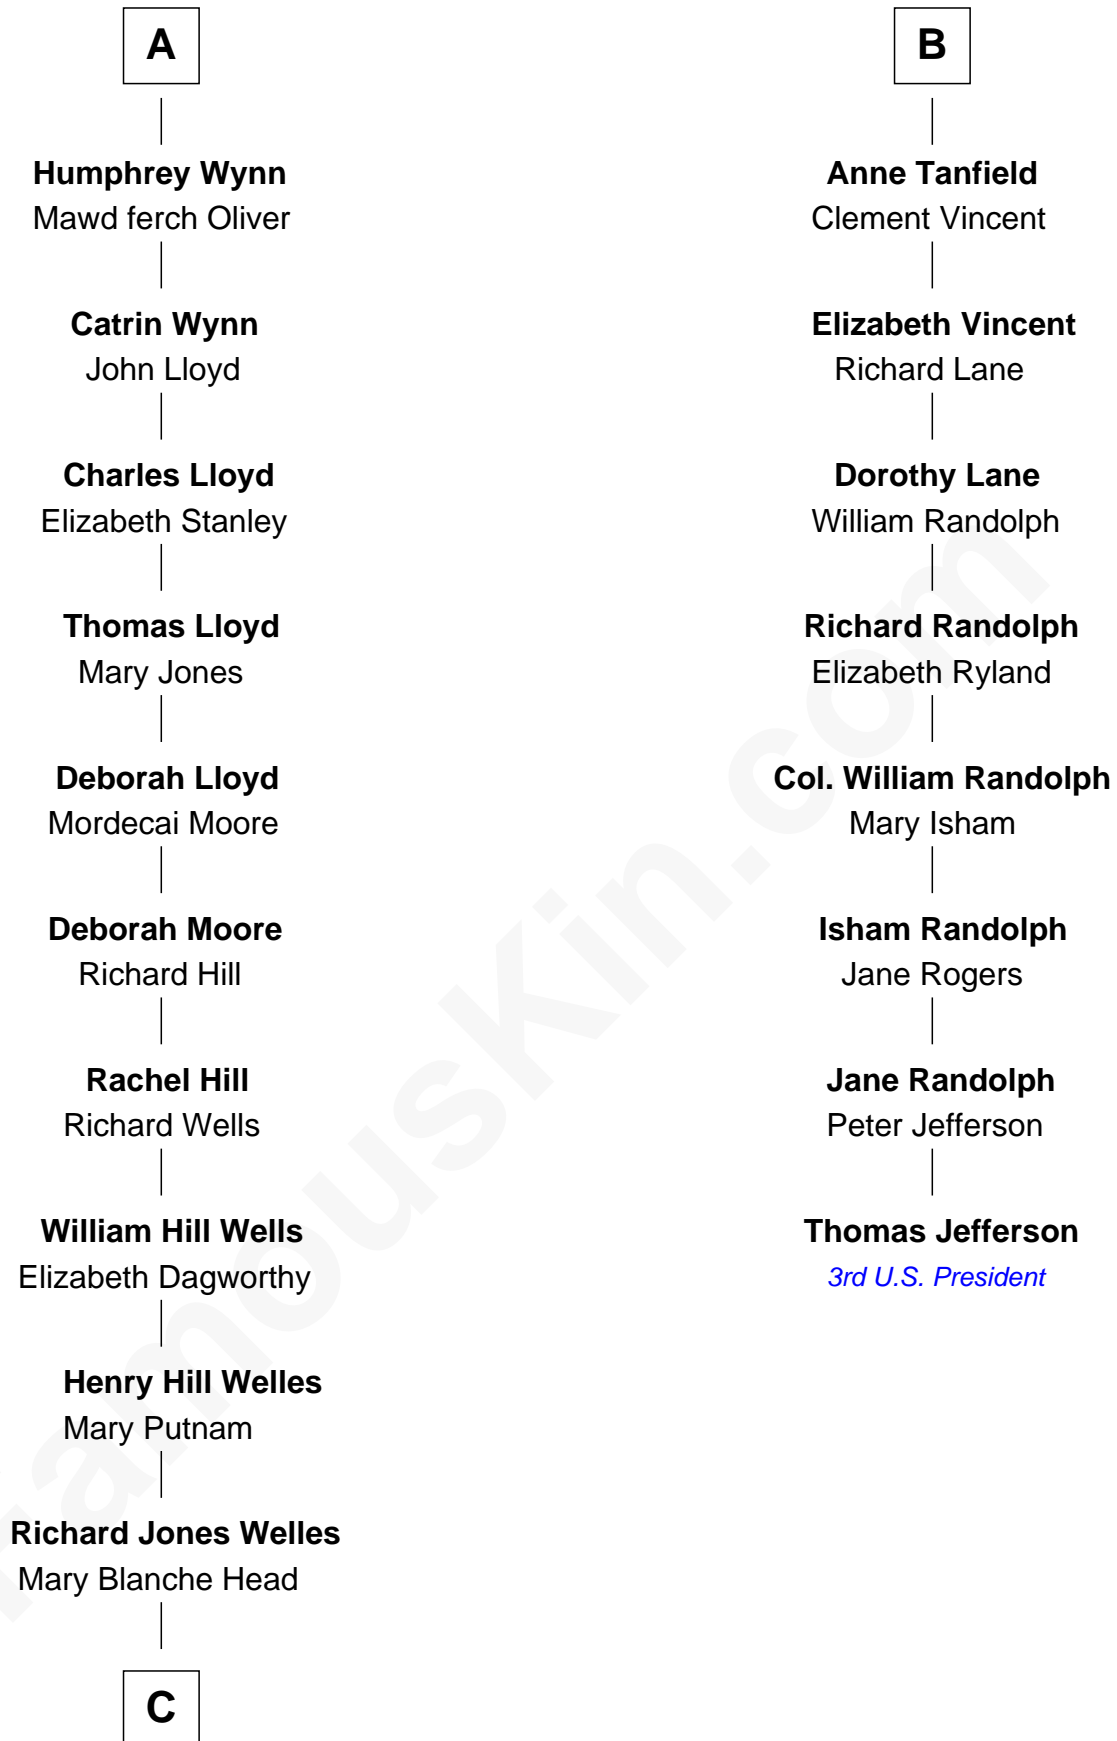 A
Humphrey Wynn
Mawd ferch Oliver
Catrin Wynn
John Lloyd
Charles Lloyd
Elizabeth Stanley
Thomas Lloyd
Mary Jones
Deborah Lloyd
Mordecai Moore
Deborah Moore
Richard Hill
Rachel Hill
Richard Wells
William Hill Wells
Elizabeth Dagworthy
Henry Hill Welles
Mary Putnam
Richard Jones Welles
Mary Blanche Head
C
B
Anne Tanfield
Clement Vincent
Elizabeth Vincent
Richard Lane
Dorothy Lane
William Randolph
Richard Randolph
Elizabeth Ryland
Col. William Randolph
Mary Isham
Isham Randolph
Jane Rogers
Jane Randolph
Peter Jefferson
Thomas Jefferson
3rd U.S. President
FamousKin.com